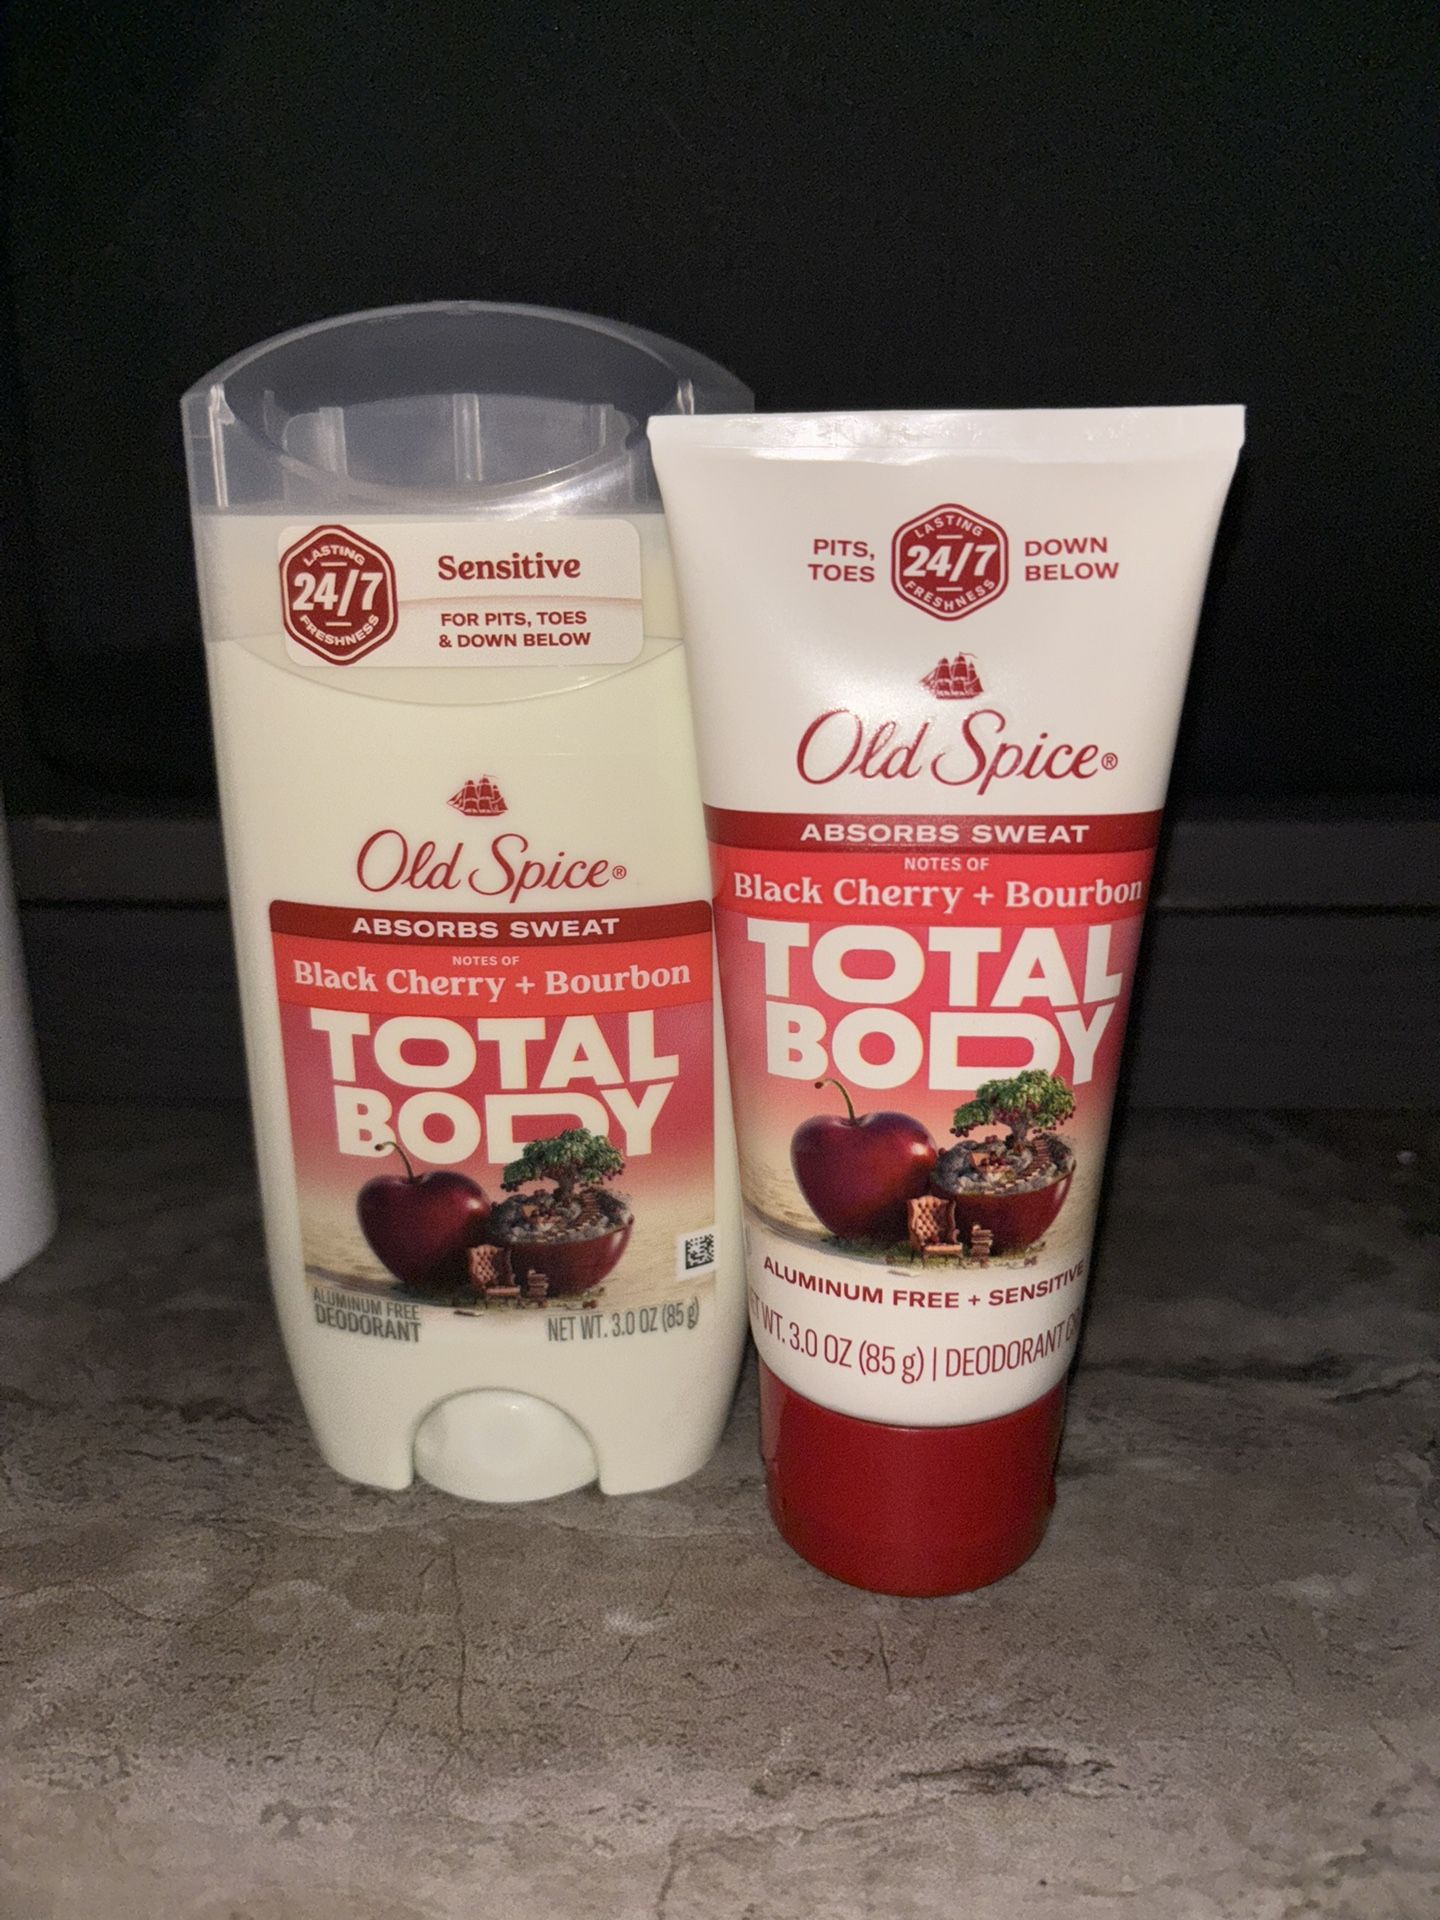 LASTING
24/7
FRESHNESS
Sensitive
FOR PITS, TOES
& DOWN BELOW
Old Spice®
ABSORBS SWEAT
NOTES OF
Black Cherry + Bourbon
TOTAL
BODY
ALUMINUM FREE
DEODORANT
NET WT. 3.0 OZ (85 g)
PITS,
TOES
LASTING
24/7
FRESHNESS
DOWN
BELOW
Old Spice®
ABSORBS SWEAT
NOTES OF
Black Cherry + Bourbon
TOTAL
BODY
ALUMINUM FREE + SENSITIVE
WT. 3.0 OZ (85 g) | DEODORANT